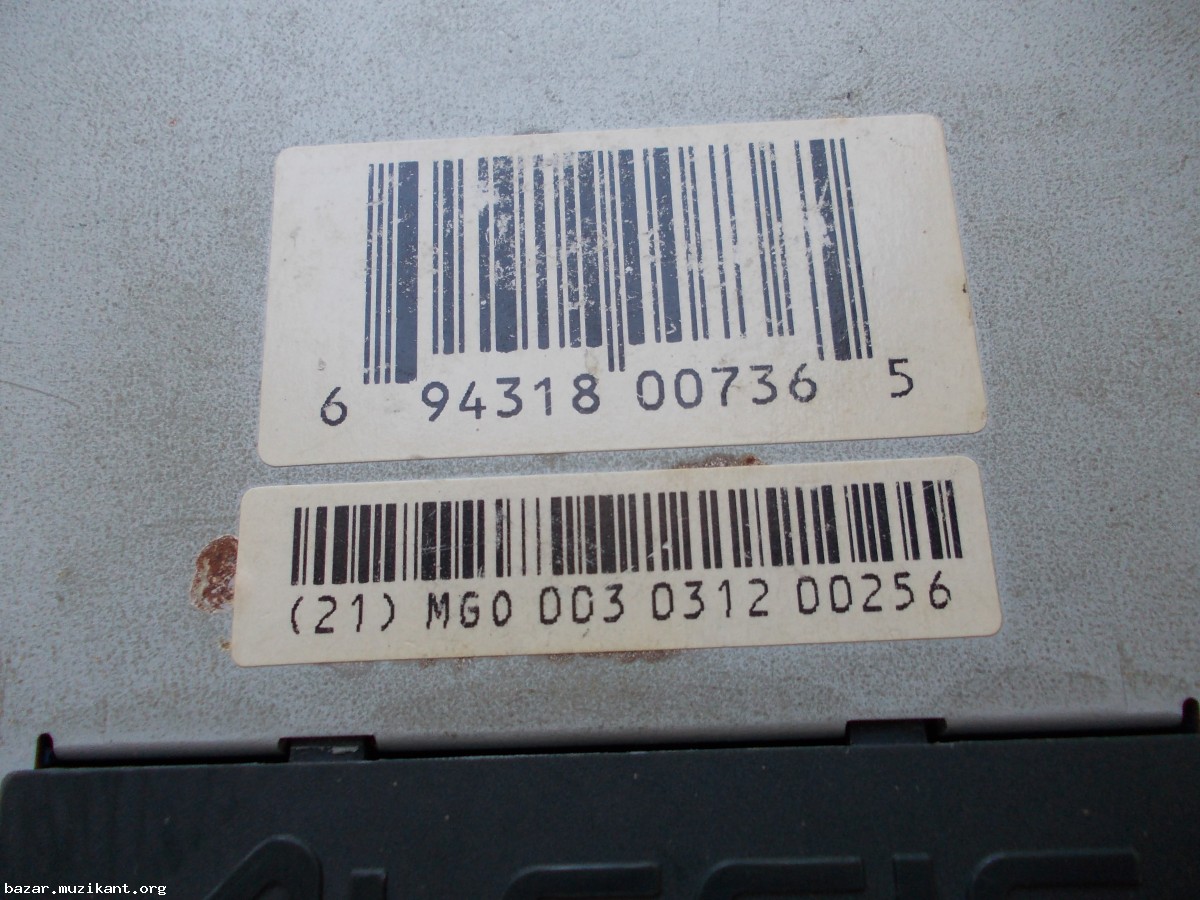 6 94318 00736 5
(21) MG0 003 0312 00256
bazar.muzikant.org